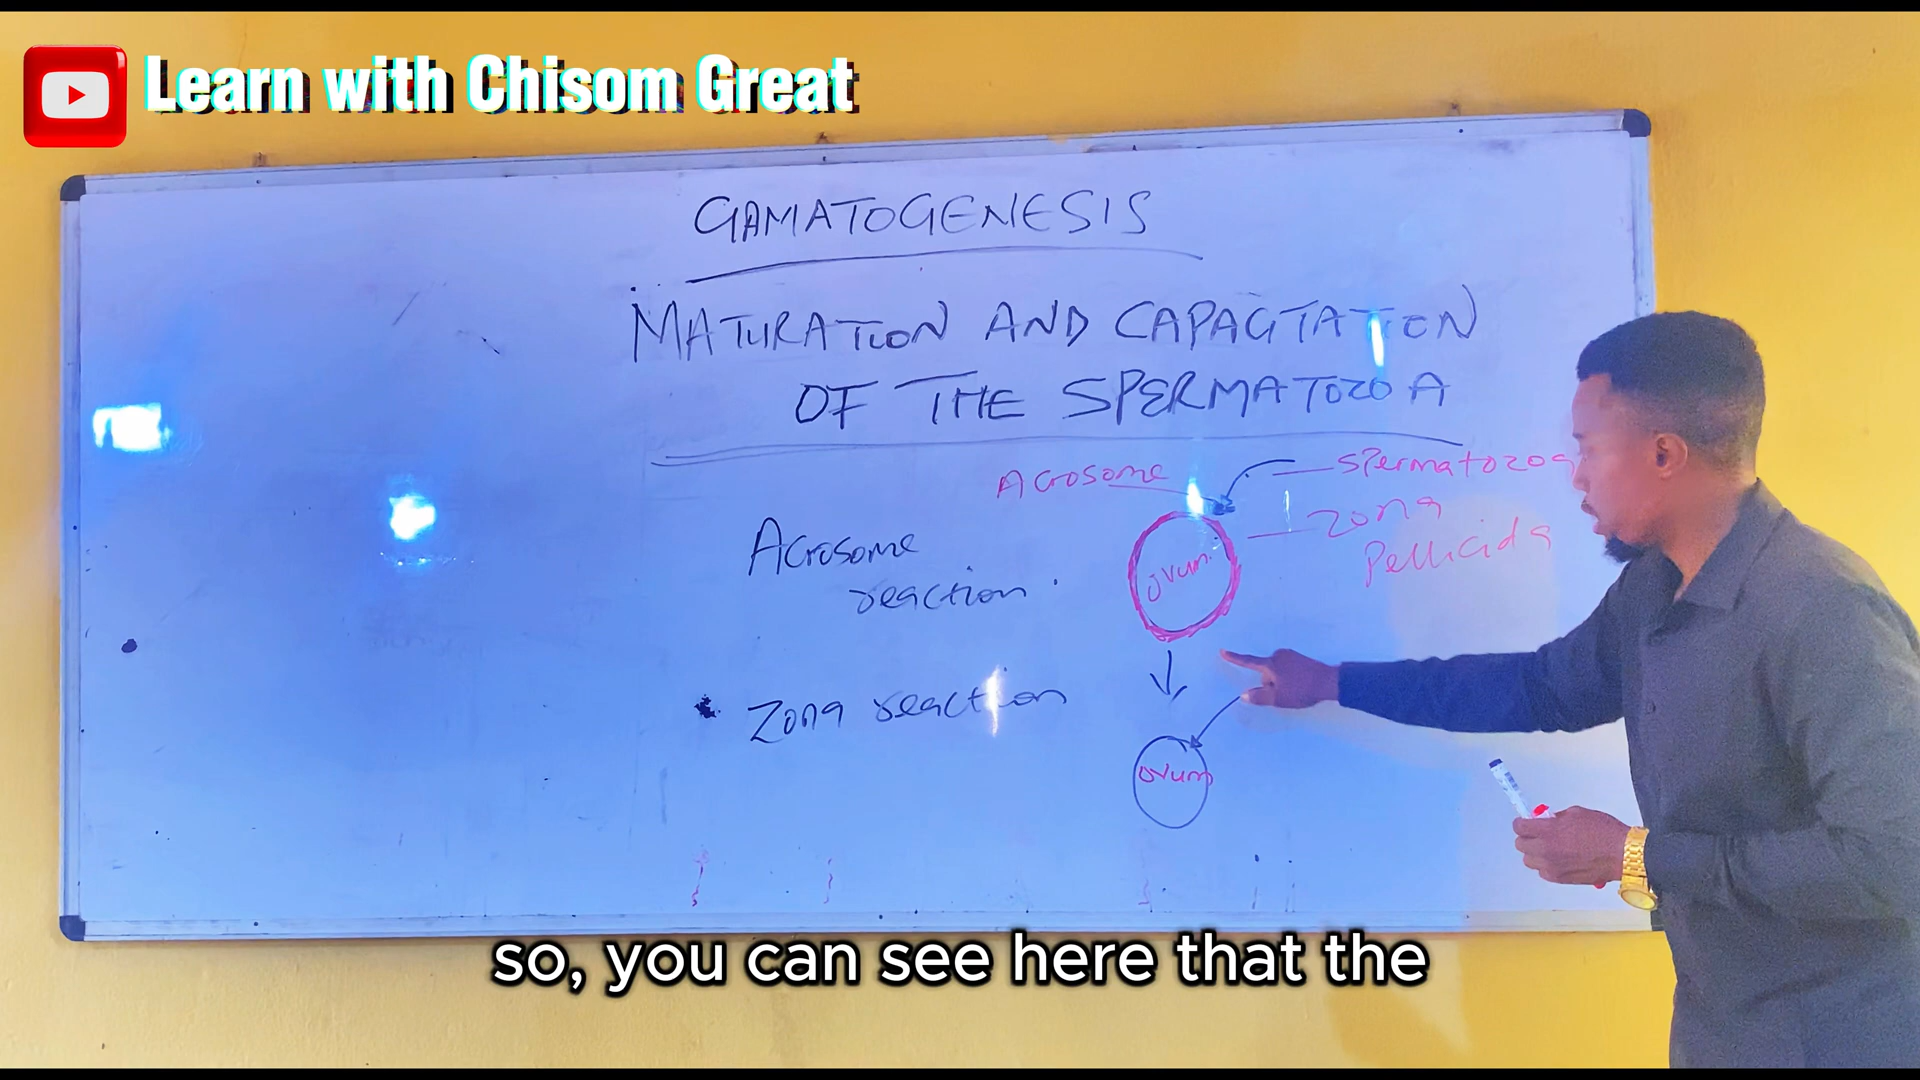 Learn with Chisom Great
GAMATOGENESIS
MATURATION AND CAPACITATION
OF THE SPERMATOZOA
Acrosome
spermatozoa
Acrosome
reaction.
ovum.
zona
Pellicida
Zona reaction
ovum
so, you can see here that the